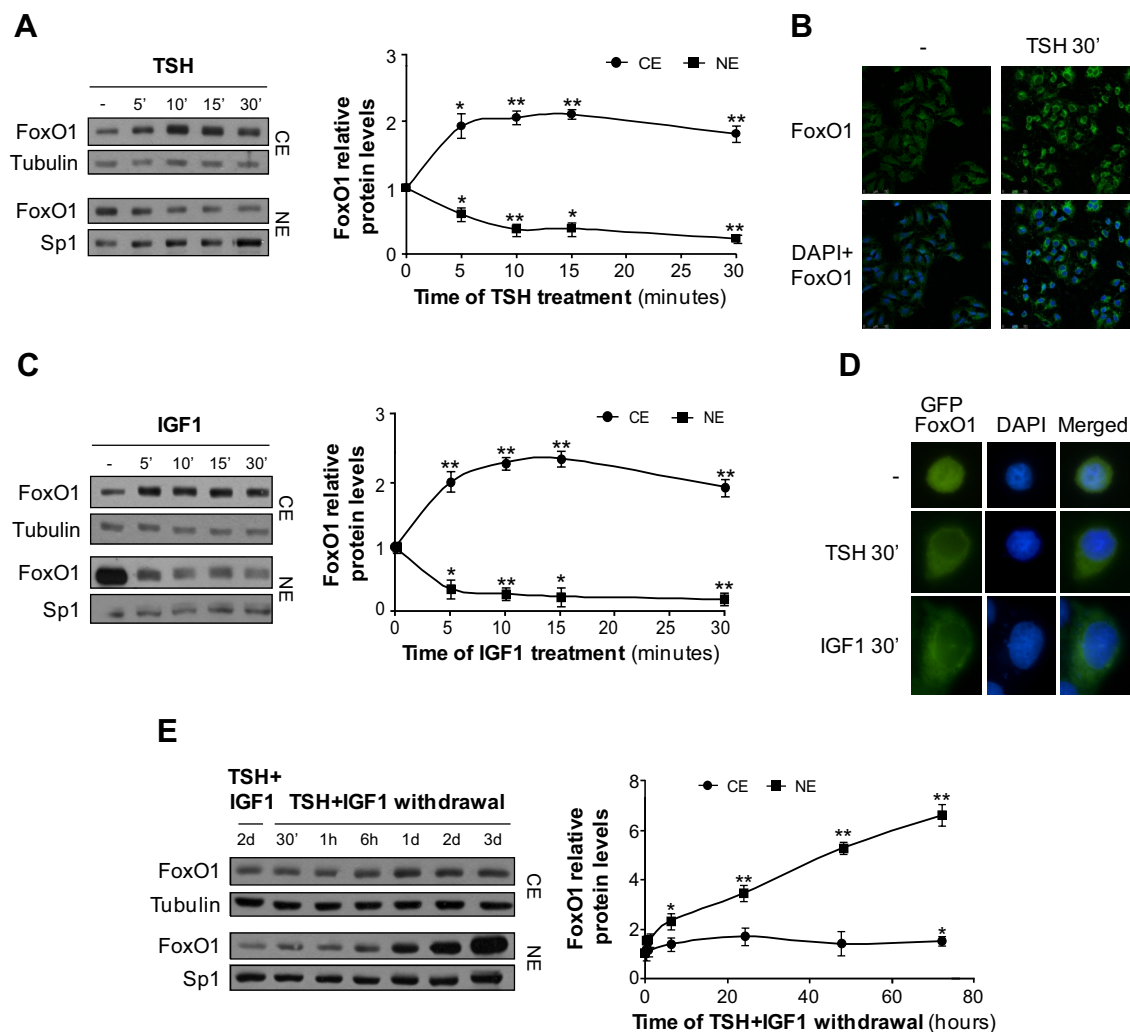 A
TSH
- 5' 10' 15' 30'
FoxO1
Tubulin
CE
FoxO1
Sp1
NE
CE NE
3
2
1
0
FoxO1 relative
protein levels
* ** ** **
* ** * **
0 5 10 15 20 25 30
Time of TSH treatment (minutes)
B
- TSH 30'
FoxO1
DAPI+
FoxO1
C
IGF1
- 5' 10' 15' 30'
FoxO1
Tubulin
CE
FoxO1
Sp1
NE
CE NE
3
2
1
0
FoxO1 relative
protein levels
** ** ** **
* ** * **
0 5 10 15 20 25 30
Time of IGF1 treatment (minutes)
D
GFP
FoxO1 DAPI Merged
-
TSH 30'
IGF1 30'
E
TSH+
IGF1 TSH+IGF1 withdrawal
2d 30' 1h 6h 1d 2d 3d
FoxO1
Tubulin
CE
FoxO1
Sp1
NE
CE NE
8
6
4
2
0
FoxO1 relative
protein levels
* ** ** **
*
0 20 40 60 80
Time of TSH+IGF1 withdrawal (hours)